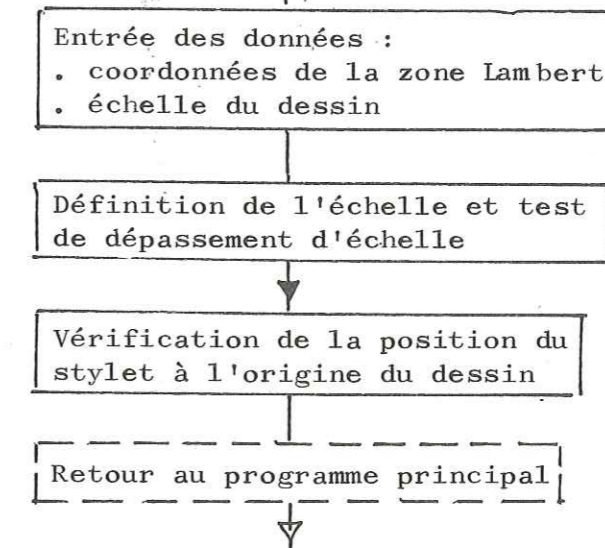 Entrée des données :
. coordonnées de la zone Lambert
. échelle du dessin
Définition de l'échelle et test
de dépassement d'échelle
Vérification de la position du
stylet à l'origine du dessin
Retour au programme principal